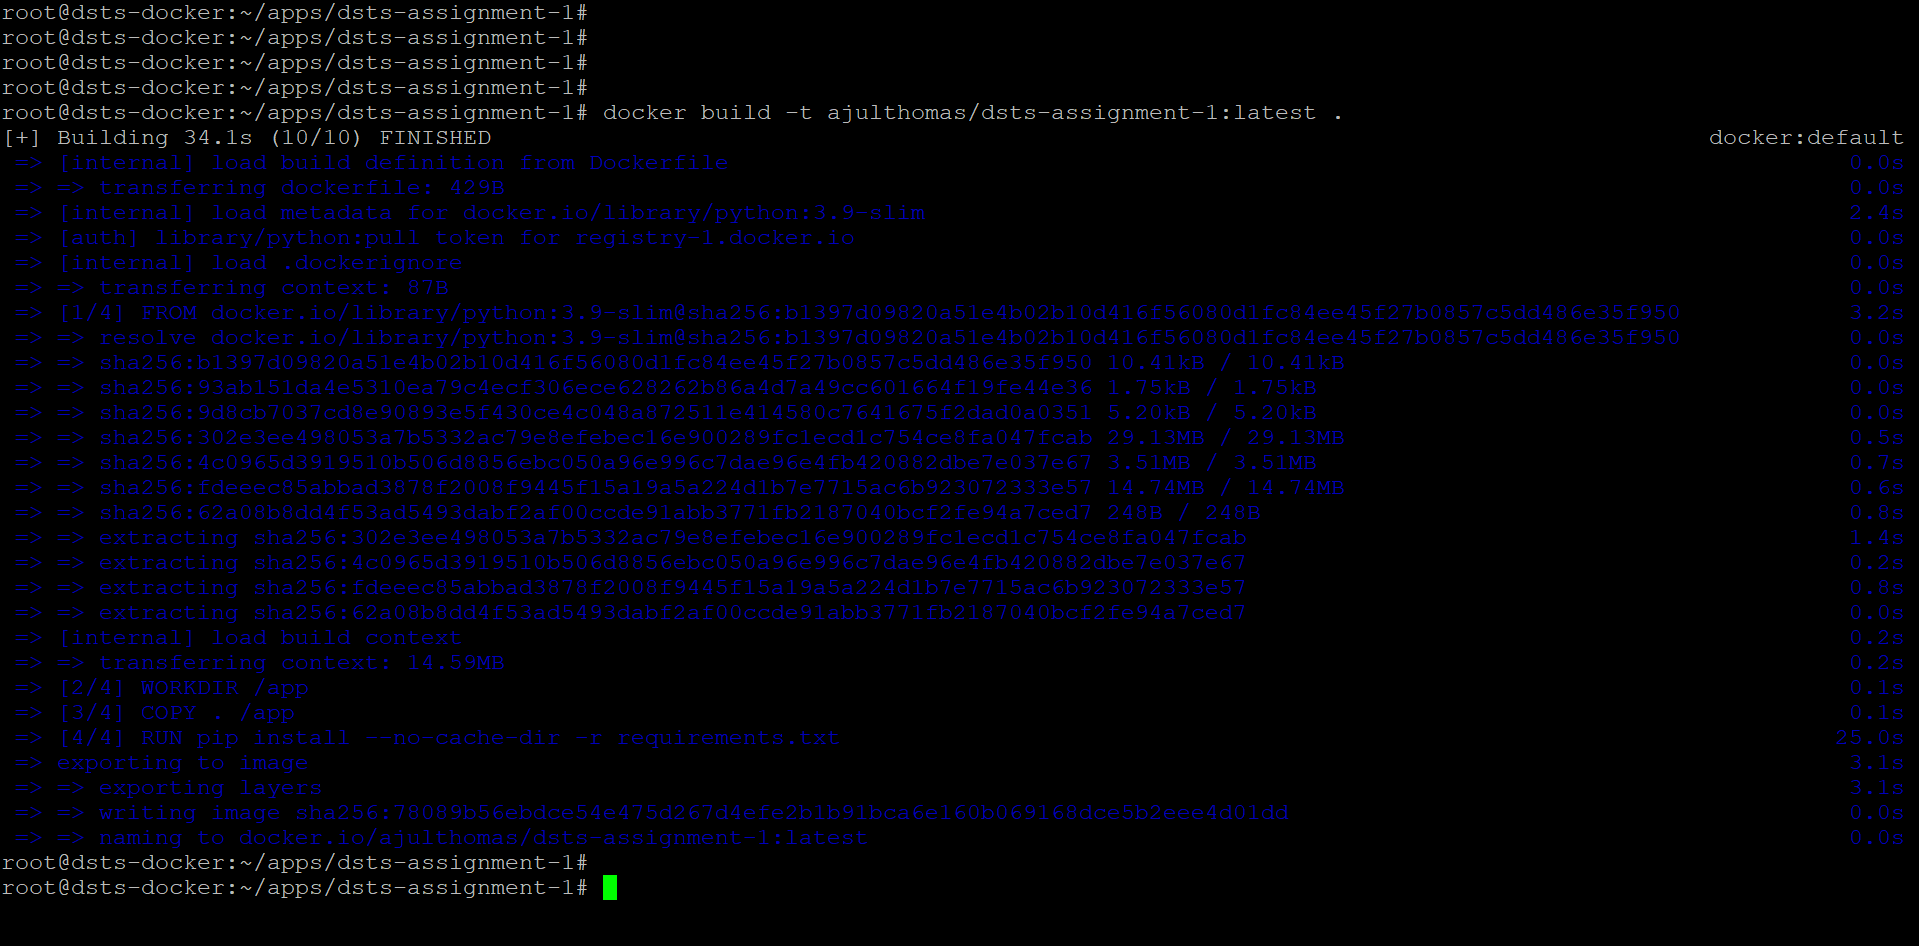 root@dsts-docker:~/apps/dsts-assignment-1#
root@dsts-docker:~/apps/dsts-assignment-1#
root@dsts-docker:~/apps/dsts-assignment-1#
root@dsts-docker:~/apps/dsts-assignment-1#
root@dsts-docker:~/apps/dsts-assignment-1# docker build -t ajulthomas/dsts-assignment-1:latest .
[+] Building 34.1s (10/10) FINISHED docker:default
=> [internal] load build definition from Dockerfile 0.0s
=> => transferring dockerfile: 429B 0.0s
=> [internal] load metadata for docker.io/library/python:3.9-slim 2.4s
=> [auth] library/python:pull token for registry-1.docker.io 0.0s
=> [internal] load .dockerignore 0.0s
=> => transferring context: 87B 0.0s
=> [1/4] FROM docker.io/library/python:3.9-slim@sha256:b1397d09820a51e4b02b10d416f56080d1fc84ee45f27b0857c5dd486e35f950 3.2s
=> => resolve docker.io/library/python:3.9-slim@sha256:b1397d09820a51e4b02b10d416f56080d1fc84ee45f27b0857c5dd486e35f950 0.0s
=> => sha256:b1397d09820a51e4b02b10d416f56080d1fc84ee45f27b0857c5dd486e35f950 10.41kB / 10.41kB 0.0s
=> => sha256:93ab151da4e5310ea79c4ecf306ece628262b86a4d7a49cc601664f19fe44e36 1.75kB / 1.75kB 0.0s
=> => sha256:9d8cb7037cd8e90893e5f430ce4c048a872511e414580c7641675f2dad0a0351 5.20kB / 5.20kB 0.0s
=> => sha256:302e3ee498053a7b5332ac79e8efebec16e900289fc1ecd1c754ce8fa047fcab 29.13MB / 29.13MB 0.5s
=> => sha256:4c0965d3919510b506d8856ebc050a96e996c7dae96e4fb420882dbe7e037e67 3.51MB / 3.51MB 0.7s
=> => sha256:fdeeec85abbad3878f2008f9445f15a19a5a224d1b7e7715ac6b923072333e57 14.74MB / 14.74MB 0.6s
=> => sha256:62a08b8dd4f53ad5493dabf2af00ccde91abb3771fb2187040bcf2fe94a7ced7 248B / 248B 0.8s
=> => extracting sha256:302e3ee498053a7b5332ac79e8efebec16e900289fc1ecd1c754ce8fa047fcab 1.4s
=> => extracting sha256:4c0965d3919510b506d8856ebc050a96e996c7dae96e4fb420882dbe7e037e67 0.2s
=> => extracting sha256:fdeeec85abbad3878f2008f9445f15a19a5a224d1b7e7715ac6b923072333e57 0.8s
=> => extracting sha256:62a08b8dd4f53ad5493dabf2af00ccde91abb3771fb2187040bcf2fe94a7ced7 0.0s
=> [internal] load build context 0.2s
=> => transferring context: 14.59MB 0.2s
=> [2/4] WORKDIR /app 0.1s
=> [3/4] COPY . /app 0.1s
=> [4/4] RUN pip install --no-cache-dir -r requirements.txt 25.0s
=> exporting to image 3.1s
=> => exporting layers 3.1s
=> => writing image sha256:78089b56ebdce54e475d267d4efe2b1b91bca6e160b069168dce5b2eee4d01dd 0.0s
=> => naming to docker.io/ajulthomas/dsts-assignment-1:latest 0.0s
root@dsts-docker:~/apps/dsts-assignment-1#
root@dsts-docker:~/apps/dsts-assignment-1#